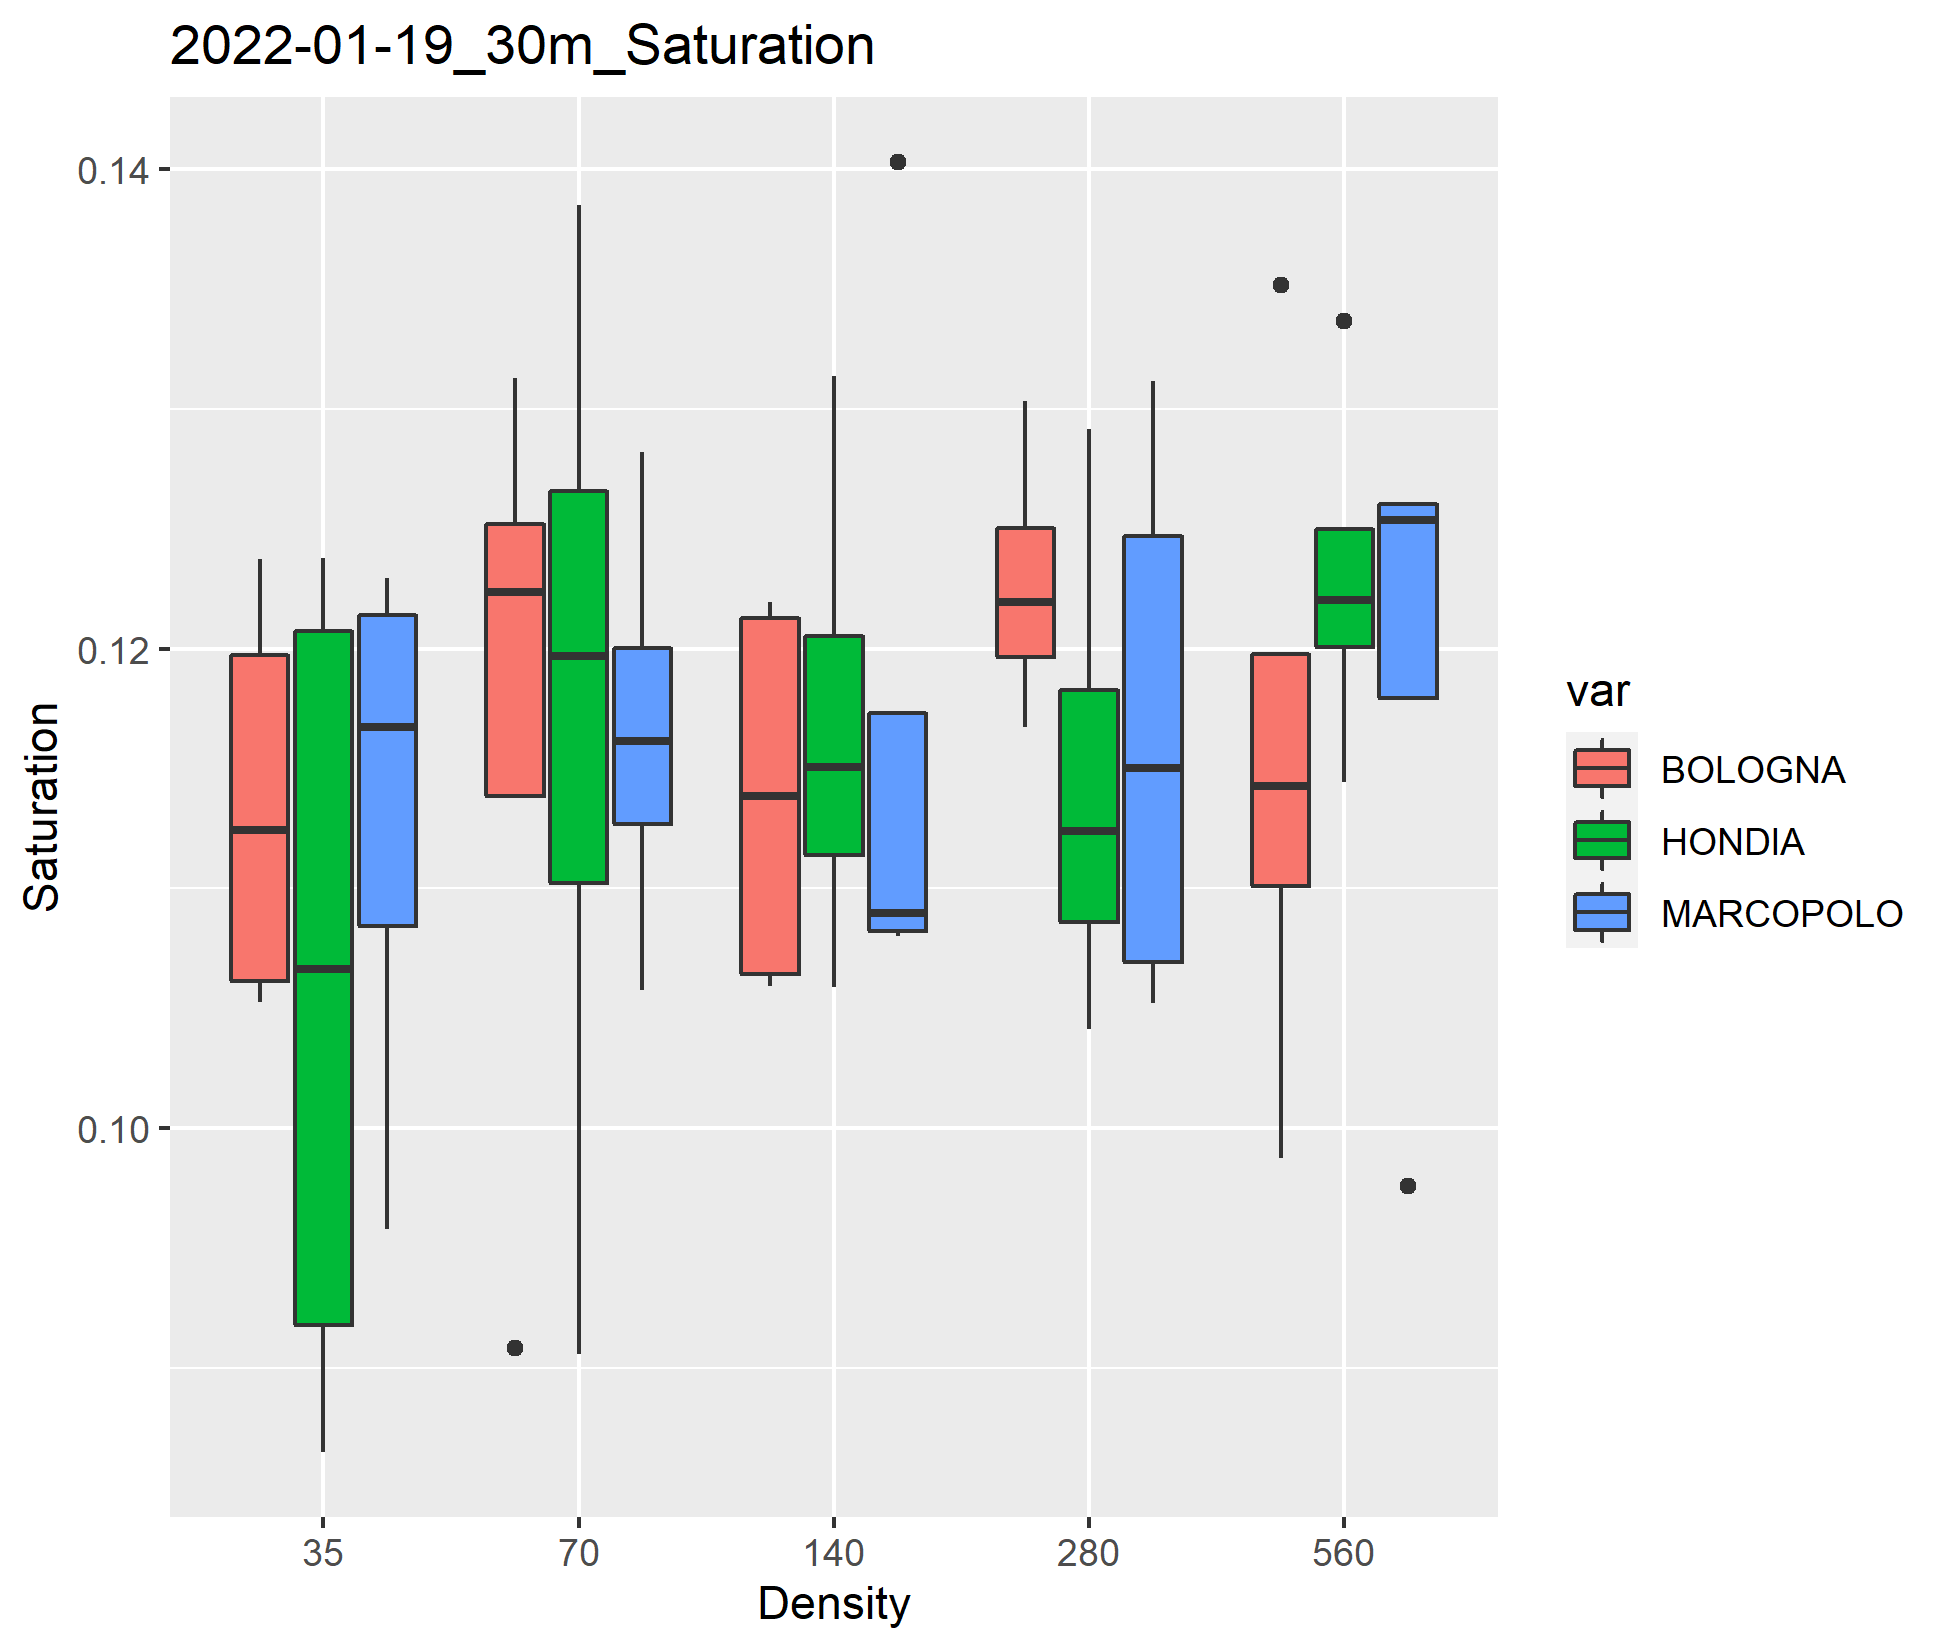 2022-01-19_30m_Saturation
0.14
0.12
0.10
Saturation
35 70 140 280 560
Density
var
BOLOGNA
HONDIA
MARCOPOLO